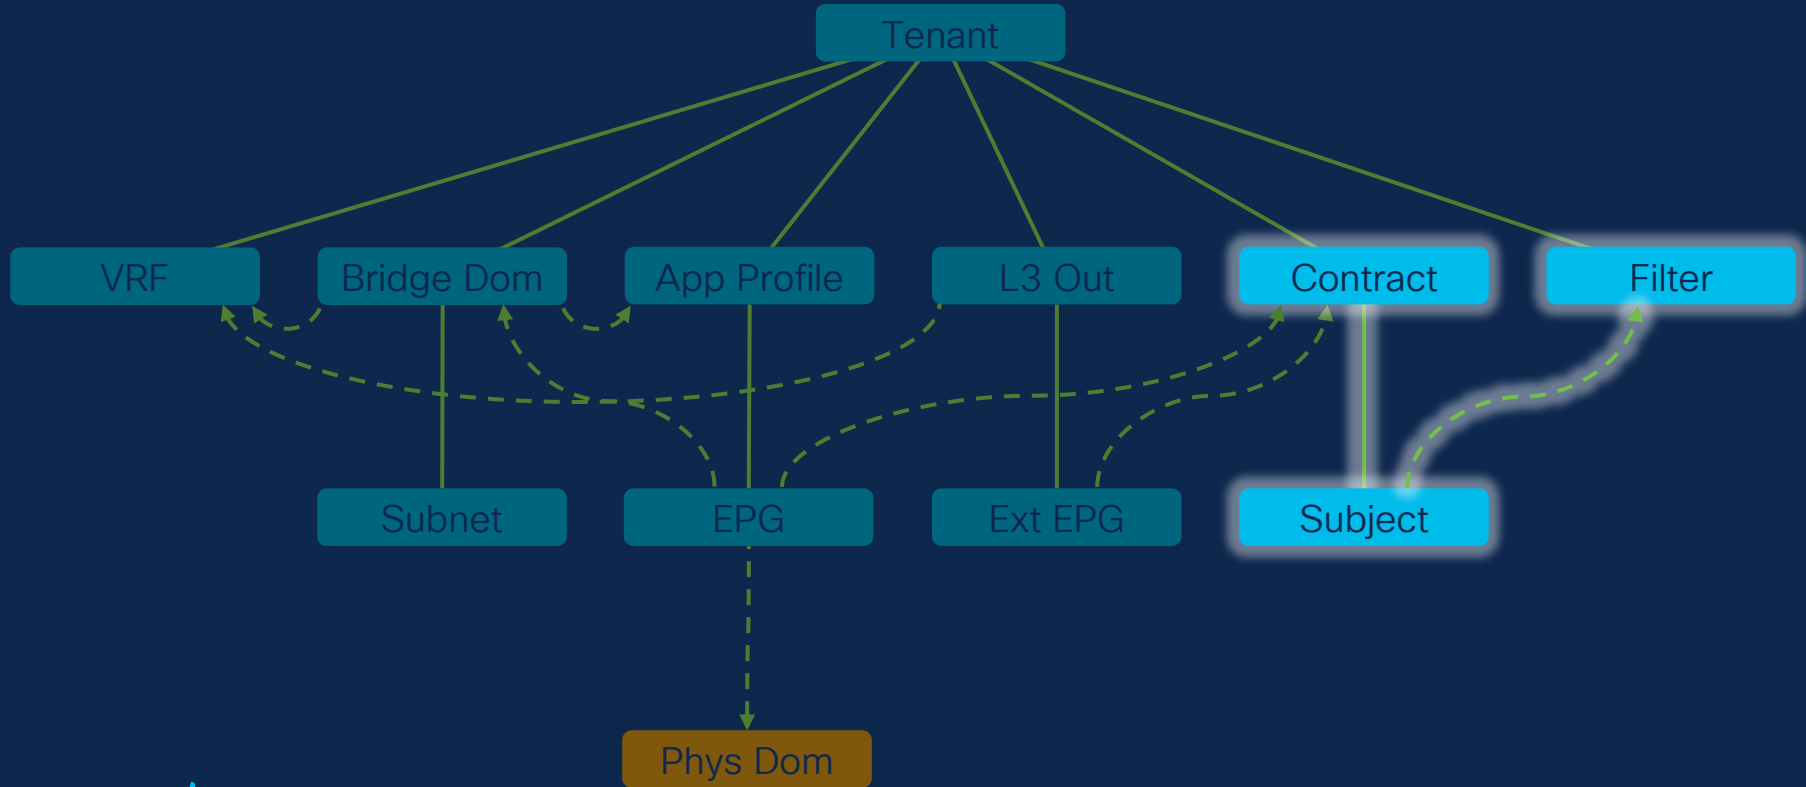 Tenant
VRF
Bridge Dom
App Profile
L3 Out
Contract
Filter
Subnet
EPG
Ext EPG
Subject
Phys Dom